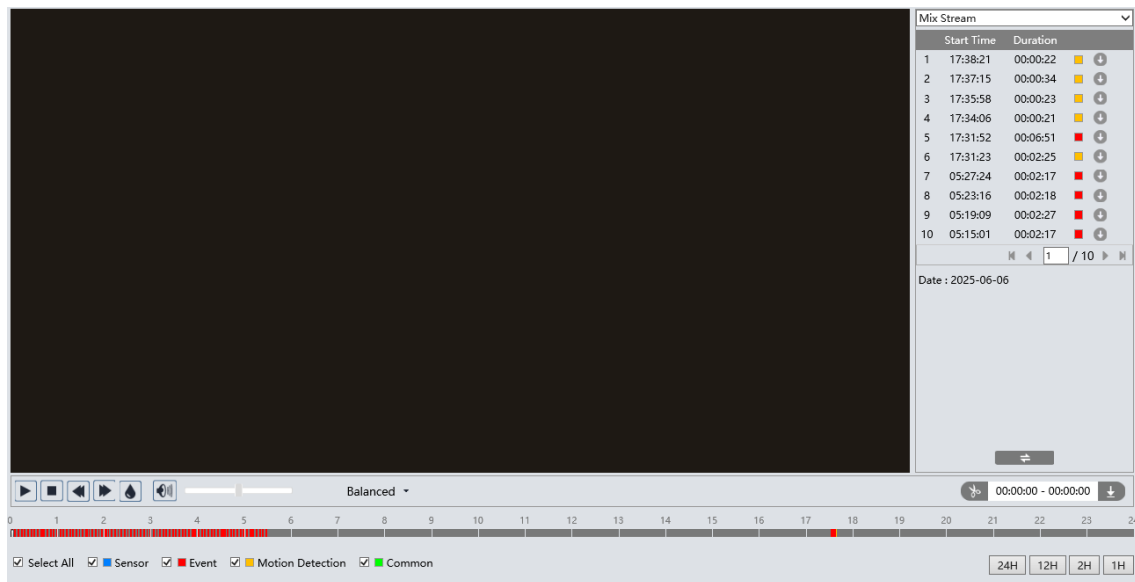 Mix Stream
Start Time Duration
1 17:38:21 00:00:22
2 17:37:15 00:00:34
3 17:35:58 00:00:23
4 17:34:06 00:00:21
5 17:31:52 00:06:51
6 17:31:23 00:02:25
7 05:27:24 00:02:17
8 05:23:16 00:02:18
9 05:19:09 00:02:27
10 05:15:01 00:02:17
1 / 10
Date : 2025-06-06
Balanced
00:00:00 - 00:00:00
0 1 2 3 4 5 6 7 8 9 10 11 12 13 14 15 16 17 18 19 20 21 22 23 24
Select All Sensor Event Motion Detection Common
24H 12H 2H 1H